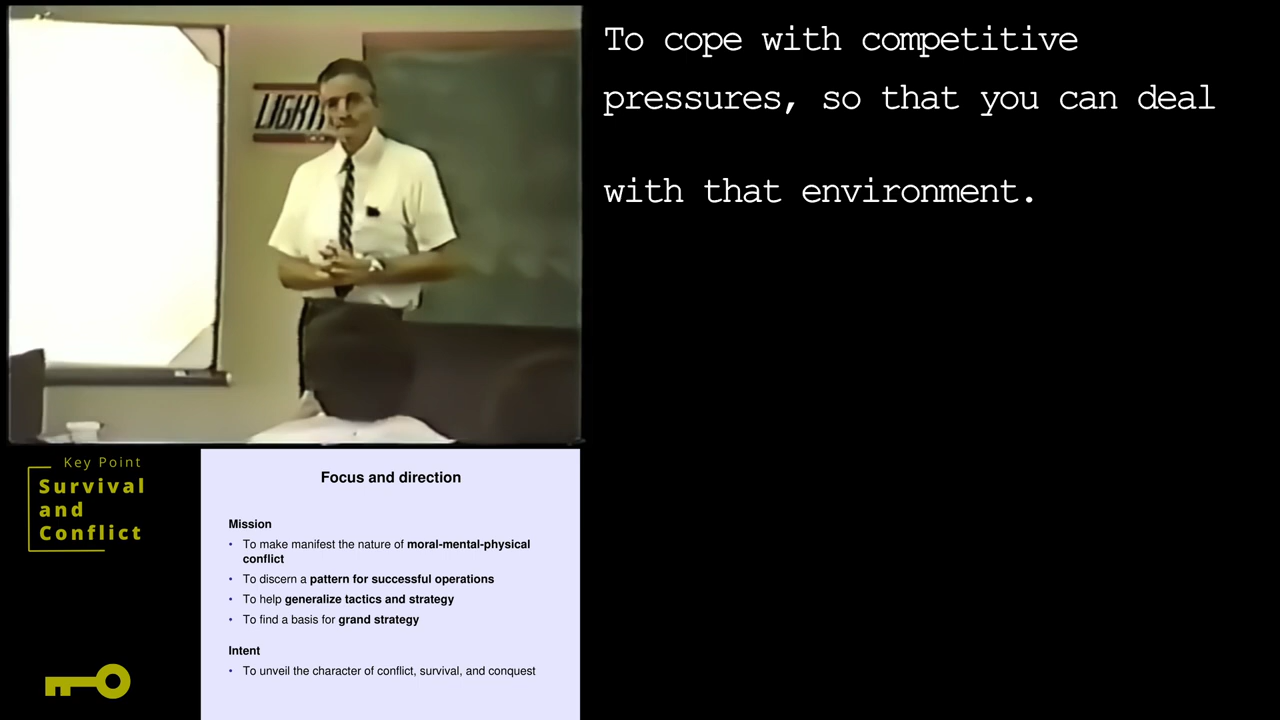 To cope with competitive
pressures, so that you can deal
with that environment.
Key Point
Survival
and
Conflict
Focus and direction
Mission
• To make manifest the nature of moral-mental-physical
conflict
• To discern a pattern for successful operations
• To help generalize tactics and strategy
• To find a basis for grand strategy
Intent
• To unveil the character of conflict, survival, and conquest